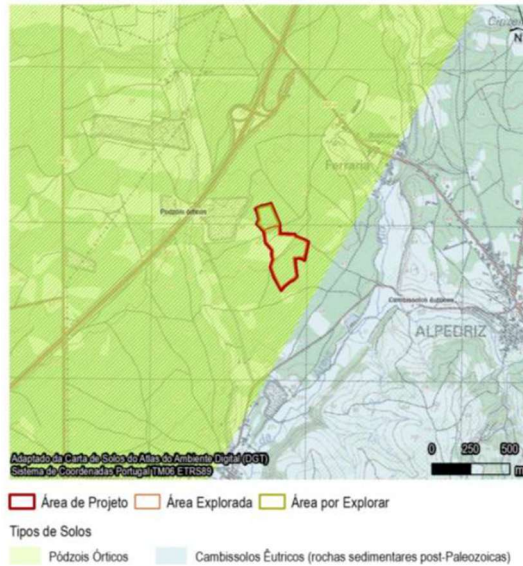 N
Ferraria
Podzóis órticos
Cambissolos êutricos
ALPEDRIZ
Adaptado da Carta de Solos do Atlas do Ambiente Digital (DGT)
Sistema de Coordenadas Portugal TM06 ETRS89
0 250 500
m
Área de Projeto Área Explorada Área por Explorar
Tipos de Solos
Pódzois Órticos Cambissolos Êutricos (rochas sedimentares post-Paleozoicas)